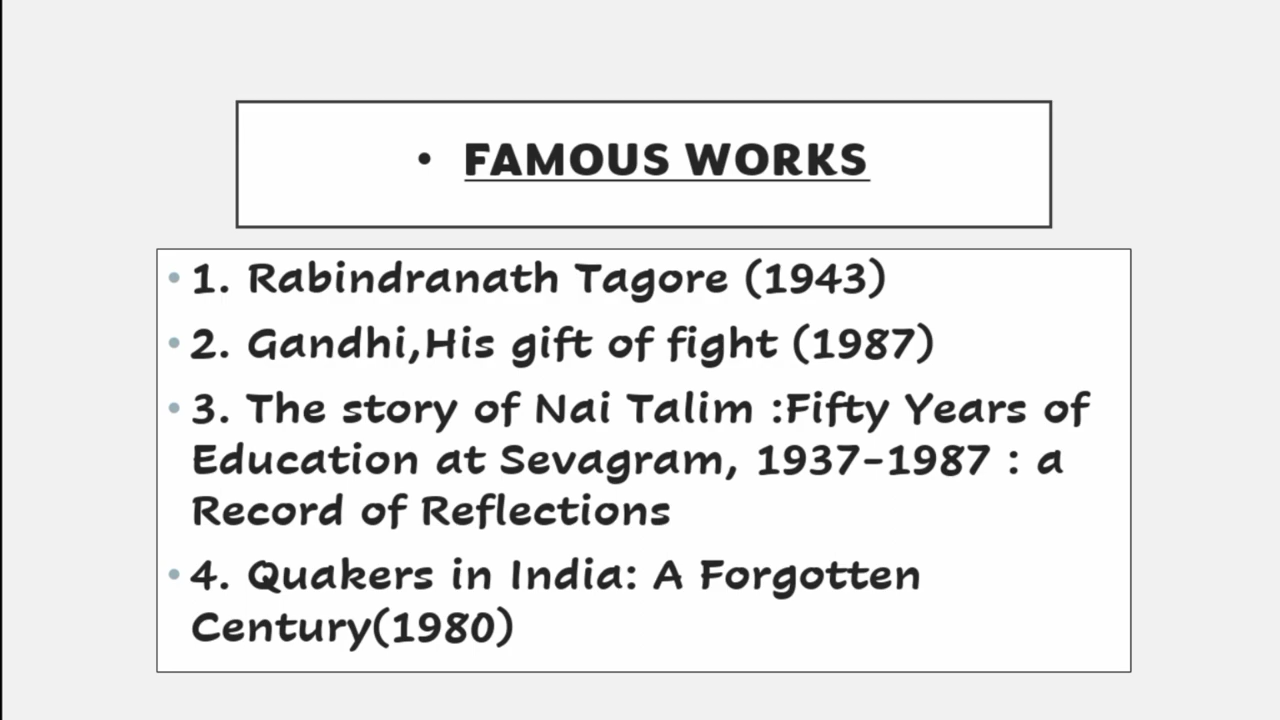 • FAMOUS WORKS
• 1. Rabindranath Tagore (1943)
• 2. Gandhi,His gift of fight (1987)
• 3. The story of Nai Talim :Fifty Years of
Education at Sevagram, 1937-1987 : a
Record of Reflections
• 4. Quakers in India: A Forgotten
Century(1980)